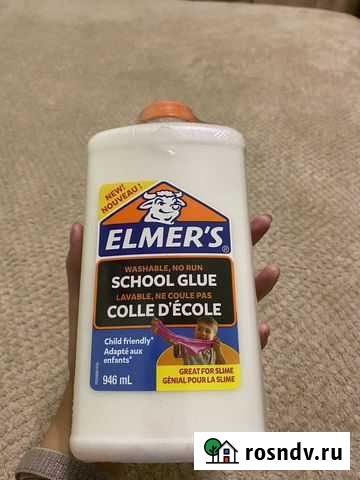 NEW!
NOUVEAU!
ELMER'S®
WASHABLE, NO RUN
SCHOOL GLUE
LAVABLE, NE COULE PAS
COLLE D'ÉCOLE
Child friendly*
Adapté aux
enfants*
GREAT FOR SLIME
GÉNIAL POUR LA SLIME
946 mL
rosndv.ru